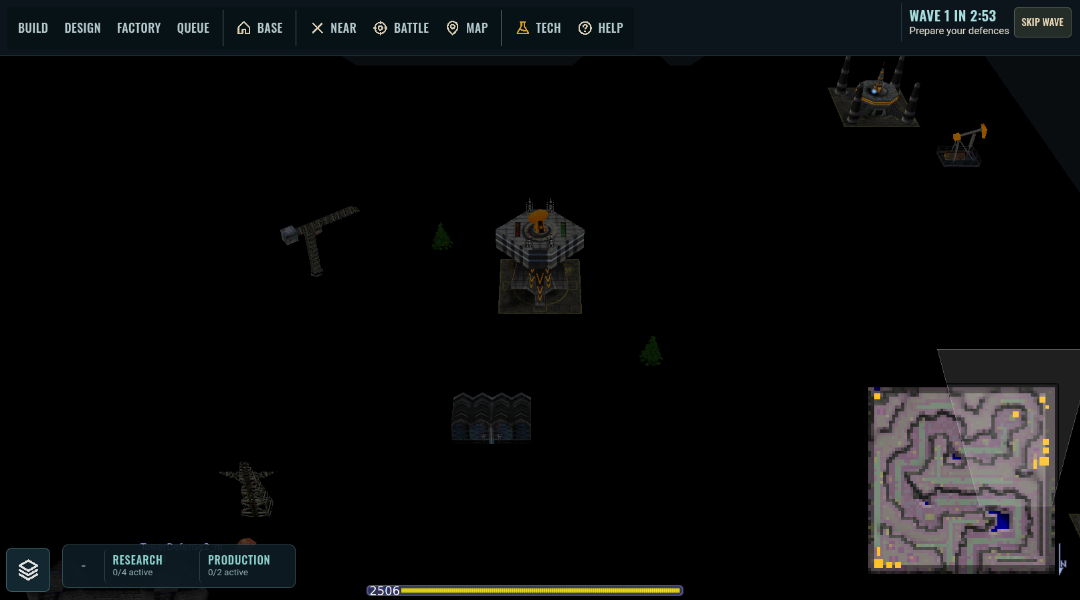 BUILD DESIGN FACTORY QUEUE BASE NEAR BATTLE MAP TECH HELP
WAVE 1 IN 2:53
Prepare your defences
SKIP WAVE
- RESEARCH PRODUCTION
0/4 active 0/2 active
2506
N